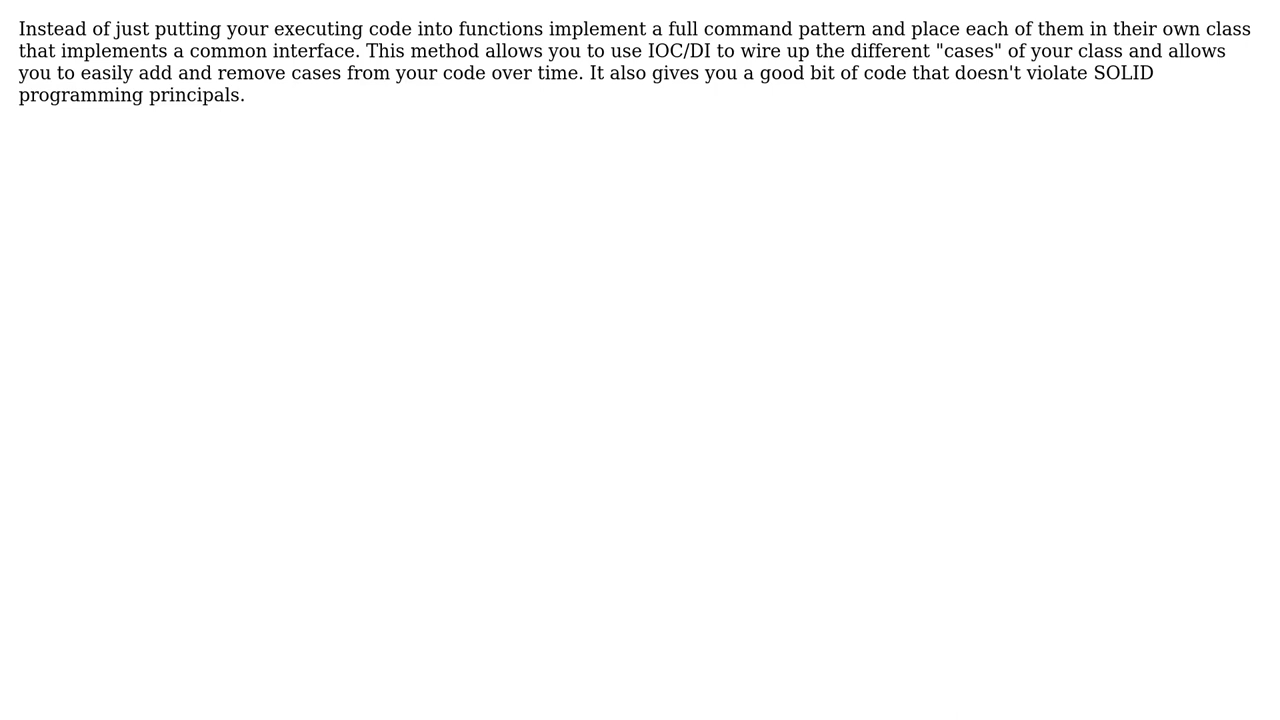 Instead of just putting your executing code into functions implement a full command pattern and place each of them in their own class
that implements a common interface. This method allows you to use IOC/DI to wire up the different "cases" of your class and allows
you to easily add and remove cases from your code over time. It also gives you a good bit of code that doesn't violate SOLID
programming principals.